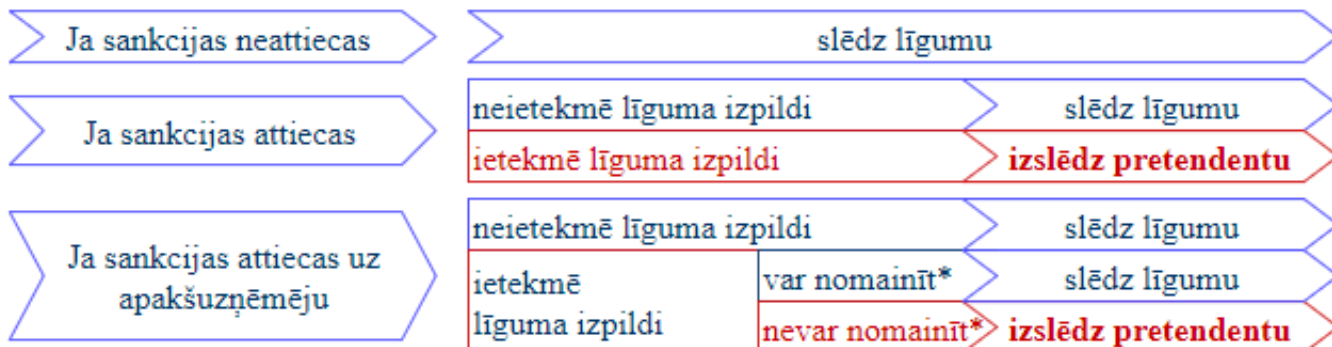 Ja sankcijas neattiecas
slēdz līgumu
Ja sankcijas attiecas
neietekmē līguma izpildi
slēdz līgumu
ietekmē līguma izpildi
izslēdz pretendentu
Ja sankcijas attiecas uz
apakšuzņēmēju
neietekmē līguma izpildi
slēdz līgumu
ietekmē
līguma izpildi
var nomainīt*
slēdz līgumu
nevar nomainīt*
izslēdz pretendentu